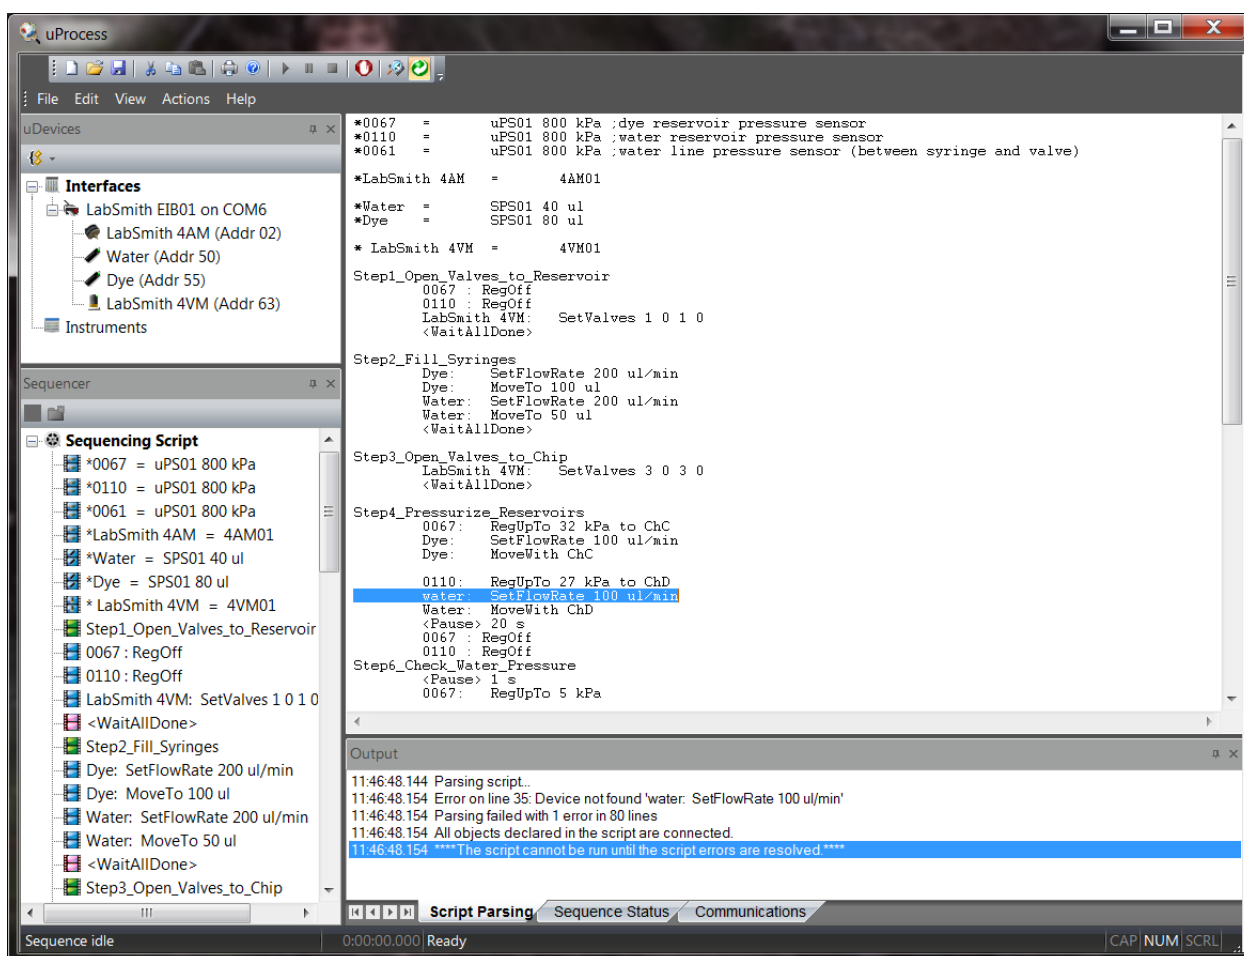 uProcess
File Edit View Actions Help
uDevices
Interfaces
LabSmith EIB01 on COM6
LabSmith 4AM (Addr 02)
Water (Addr 50)
Dye (Addr 55)
LabSmith 4VM (Addr 63)
Instruments
Sequencer
Sequencing Script
*0067 = uPS01 800 kPa
*0110 = uPS01 800 kPa
*0061 = uPS01 800 kPa
*LabSmith 4AM = 4AM01
*Water = SPS01 40 ul
*Dye = SPS01 80 ul
* LabSmith 4VM = 4VM01
Step1_Open_Valves_to_Reservoir
0067 : RegOff
0110 : RegOff
LabSmith 4VM: SetValves 1 0 1 0
<WaitAllDone>
Step2_Fill_Syringes
Dye: SetFlowRate 200 ul/min
Dye: MoveTo 100 ul
Water: SetFlowRate 200 ul/min
Water: MoveTo 50 ul
<WaitAllDone>
Step3_Open_Valves_to_Chip
*0067 = uPS01 800 kPa ;dye reservoir pressure sensor
*0110 = uPS01 800 kPa ;water reservoir pressure sensor
*0061 = uPS01 800 kPa ;water line pressure sensor (between syringe and valve)
*LabSmith 4AM = 4AM01
*Water = SPS01 40 ul
*Dye = SPS01 80 ul
* LabSmith 4VM = 4VM01
Step1_Open_Valves_to_Reservoir
0067 : RegOff
0110 : RegOff
LabSmith 4VM: SetValves 1 0 1 0
<WaitAllDone>
Step2_Fill_Syringes
Dye: SetFlowRate 200 ul/min
Dye: MoveTo 100 ul
Water: SetFlowRate 200 ul/min
Water: MoveTo 50 ul
<WaitAllDone>
Step3_Open_Valves_to_Chip
LabSmith 4VM: SetValves 3 0 3 0
<WaitAllDone>
Step4_Pressurize_Reservoirs
0067: RegUpTo 32 kPa to ChC
Dye: SetFlowRate 100 ul/min
Dye: MoveWith ChC
0110: RegUpTo 27 kPa to ChD
water: SetFlowRate 100 ul/min
Water: MoveWith ChD
<Pause> 20 s
0067 : RegOff
0110 : RegOff
Step6_Check_Water_Pressure
<Pause> 1 s
0067: RegUpTo 5 kPa
Output
11:46:48.144 Parsing script...
11:46:48.154 Error on line 35: Device not found 'water: SetFlowRate 100 ul/min'
11:46:48.154 Parsing failed with 1 error in 80 lines
11:46:48.154 All objects declared in the script are connected.
11:46:48.154 ****The script cannot be run until the script errors are resolved.****
Script Parsing Sequence Status Communications
Sequence idle 0:00:00.000 Ready CAP NUM SCRL